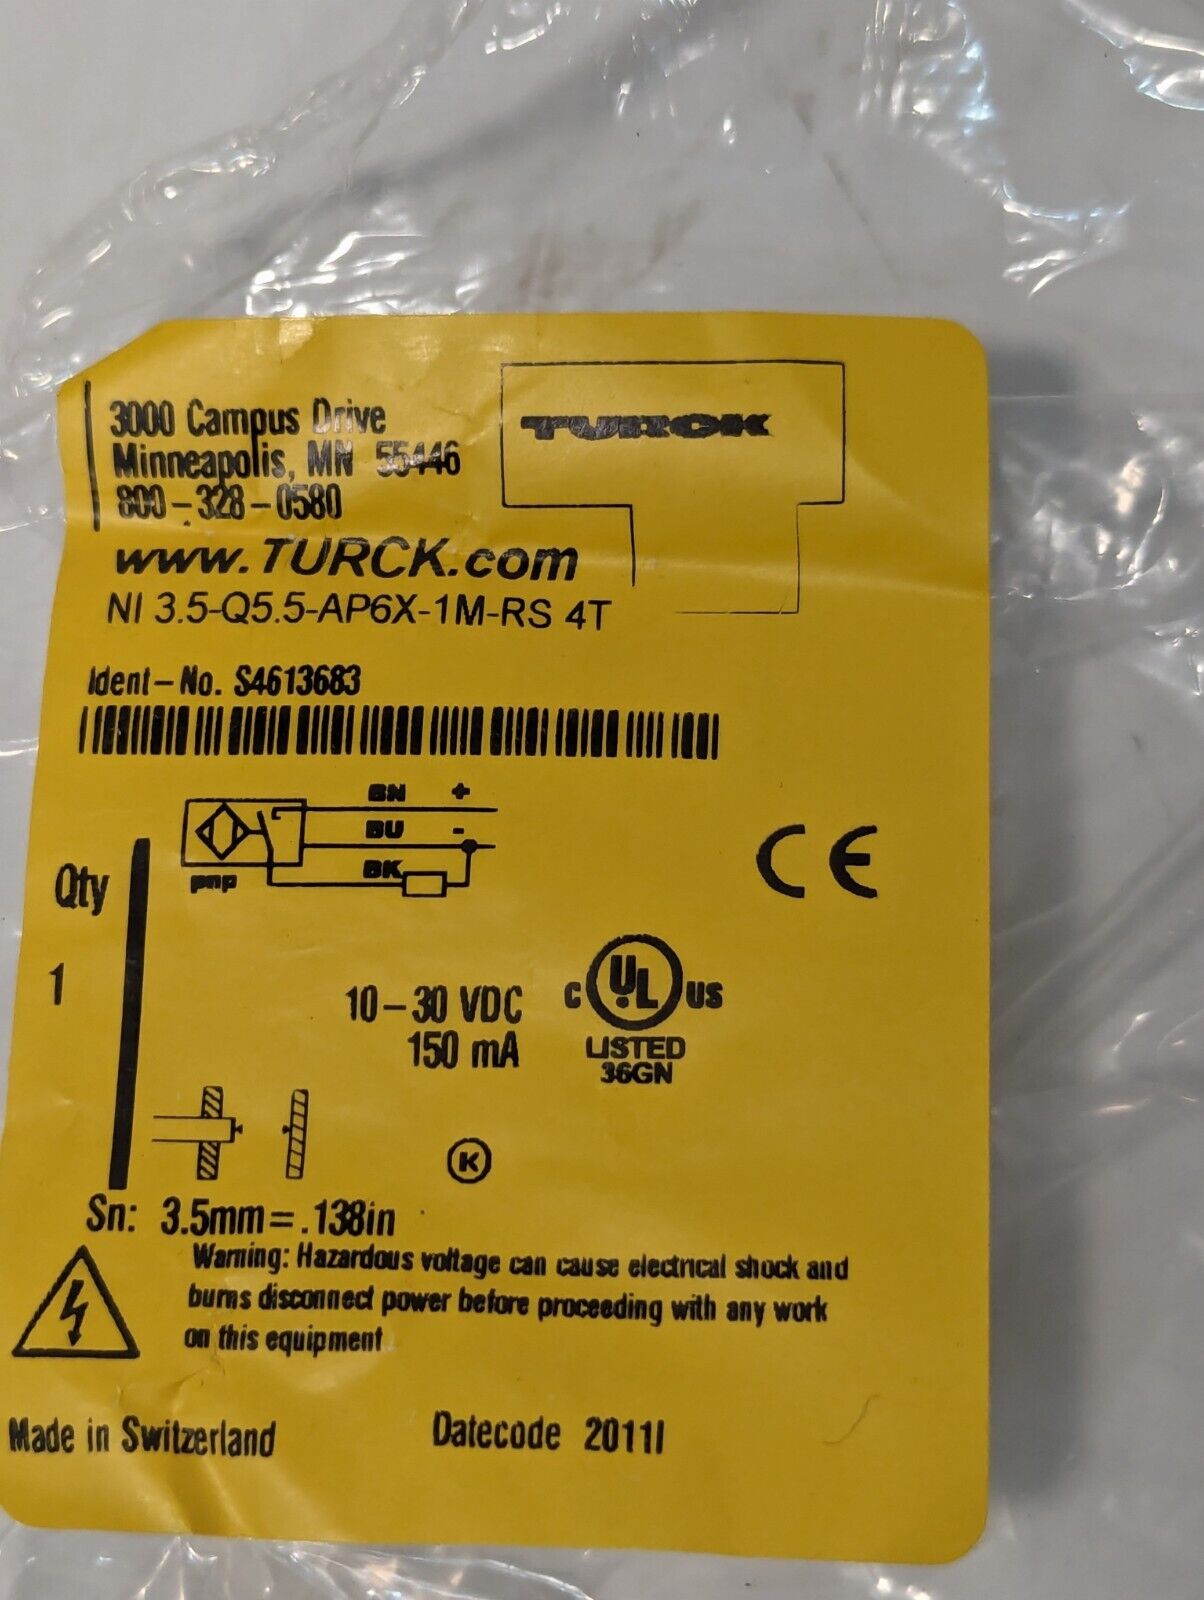 3000 Campus Drive
Minneapolis, MN 55446
800-328-0580
TURCK
www.TURCK.com
NI 3.5-Q5.5-AP6X-1M-RS 4T
Ident-No. S4613683
BN +
BU -
BK
pnp
CE
Qty
1
10-30 VDC
150 mA
C UL US
LISTED
36GN
K
Sn: 3.5mm=.138in
Warning: Hazardous voltage can cause electrical shock and
burns disconnect power before proceeding with any work
on this equipment
Made in Switzerland
Datecode 2011I